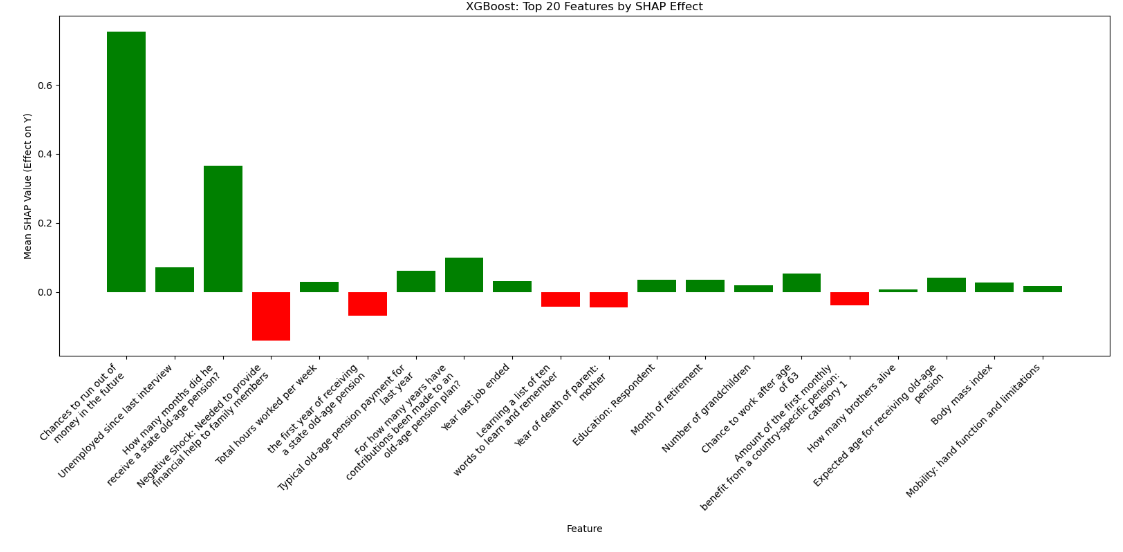 XGBoost: Top 20 Features by SHAP Effect
Mean SHAP Value (Effect on Y)
0.6
0.4
0.2
0.0
Chances to run out of
money in the future
Unemployed since last interview
How many months did he
receive a state old-age pension?
Negative Shock: Needed to provide
financial help to family members
Total hours worked per week
the first year of receiving
a state old-age pension
Typical old-age pension payment for
last year
For how many years have
contributions been made to an
old-age pension plan?
Year last job ended
Learning a list of ten
words to learn and remember
Year of death of parent:
mother
Education: Respondent
Month of retirement
Number of grandchildren
Chance to work after age
of 63
Amount of the first monthly
benefit from a country-specific pension:
category 1
How many brothers alive
Expected age for receiving old-age
pension
Body mass index
Mobility: hand function and limitations
Feature